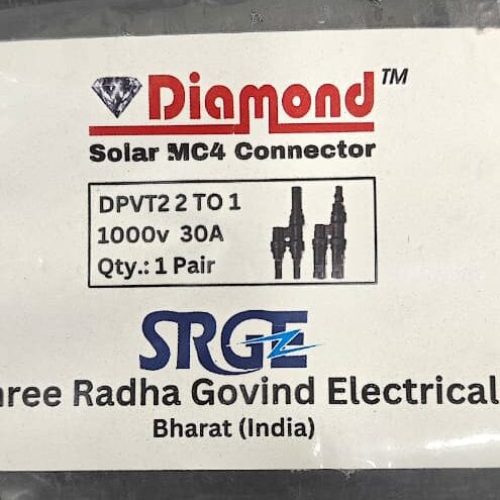 Diamond™
Solar MC4 Connector
DPVT2 2 TO 1
1000v 30A
Qty.: 1 Pair
SRGE
Radha Govind Electrical
Bharat (India)